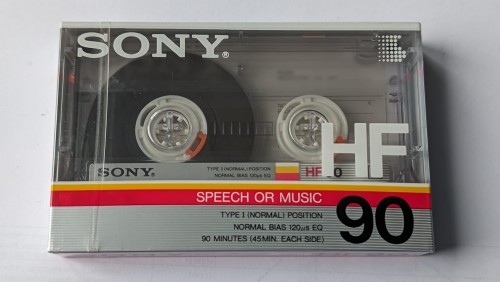 SONY®
SONY®
TYPE I (NORMAL) POSITION
NORMAL BIAS 120µs EQ
HF
HF
SPEECH OR MUSIC
TYPE I (NORMAL) POSITION
NORMAL BIAS 120µs EQ
90 MINUTES (45MIN. EACH SIDE)
90